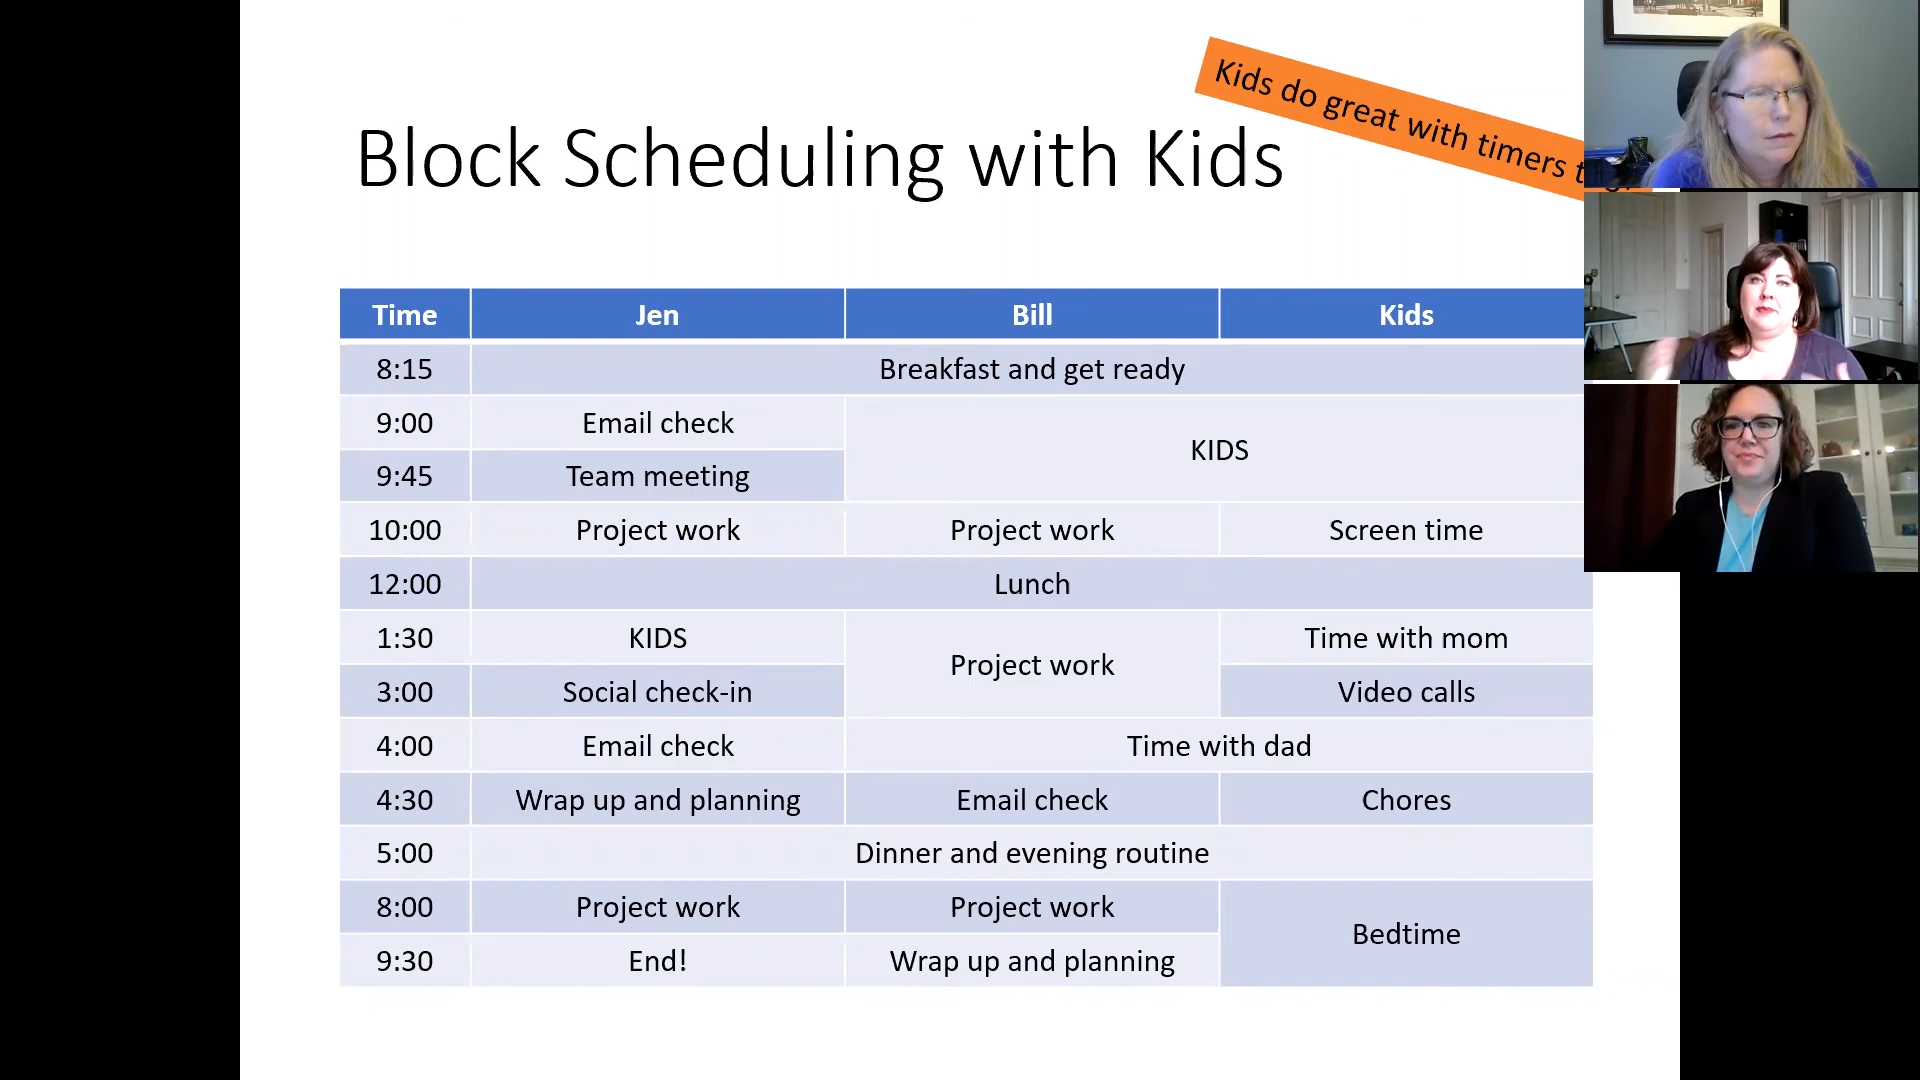 Kids do great with timers
Block Scheduling with Kids
Time Jen Bill Kids
8:15 Breakfast and get ready
9:00 Email check
KIDS
9:45 Team meeting
10:00 Project work Project work Screen time
12:00 Lunch
1:30 KIDS Time with mom
Project work
3:00 Social check-in Video calls
4:00 Email check Time with dad
4:30 Wrap up and planning Email check Chores
5:00 Dinner and evening routine
8:00 Project work Project work
Bedtime
9:30 End! Wrap up and planning